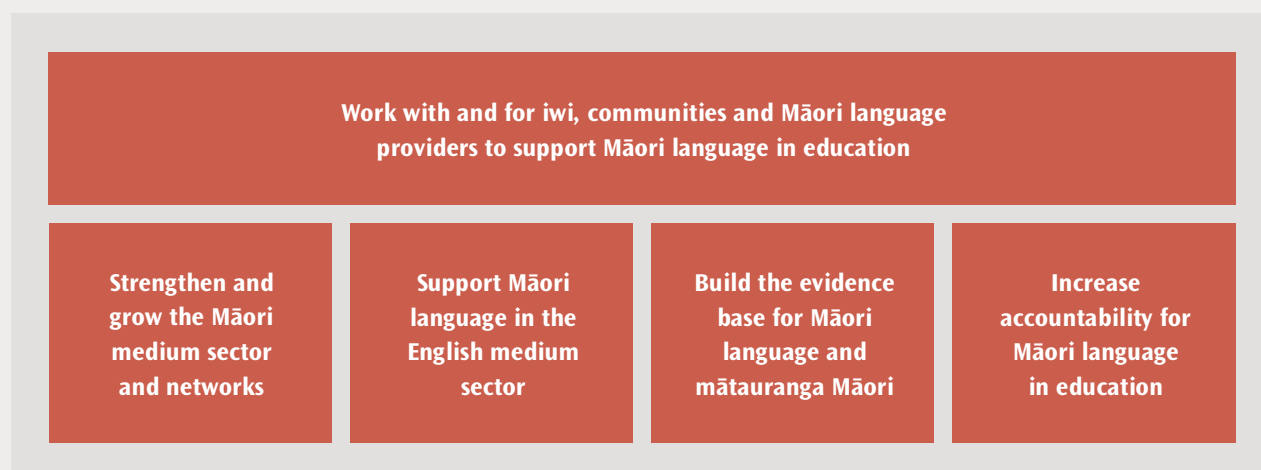 Work with and for iwi, communities and Māori language
providers to support Māori language in education
Strengthen and
grow the Māori
medium sector
and networks
Support Māori
language in the
English medium
sector
Build the evidence
base for Māori
language and
mātauranga Māori
Increase
accountability for
Māori language
in education